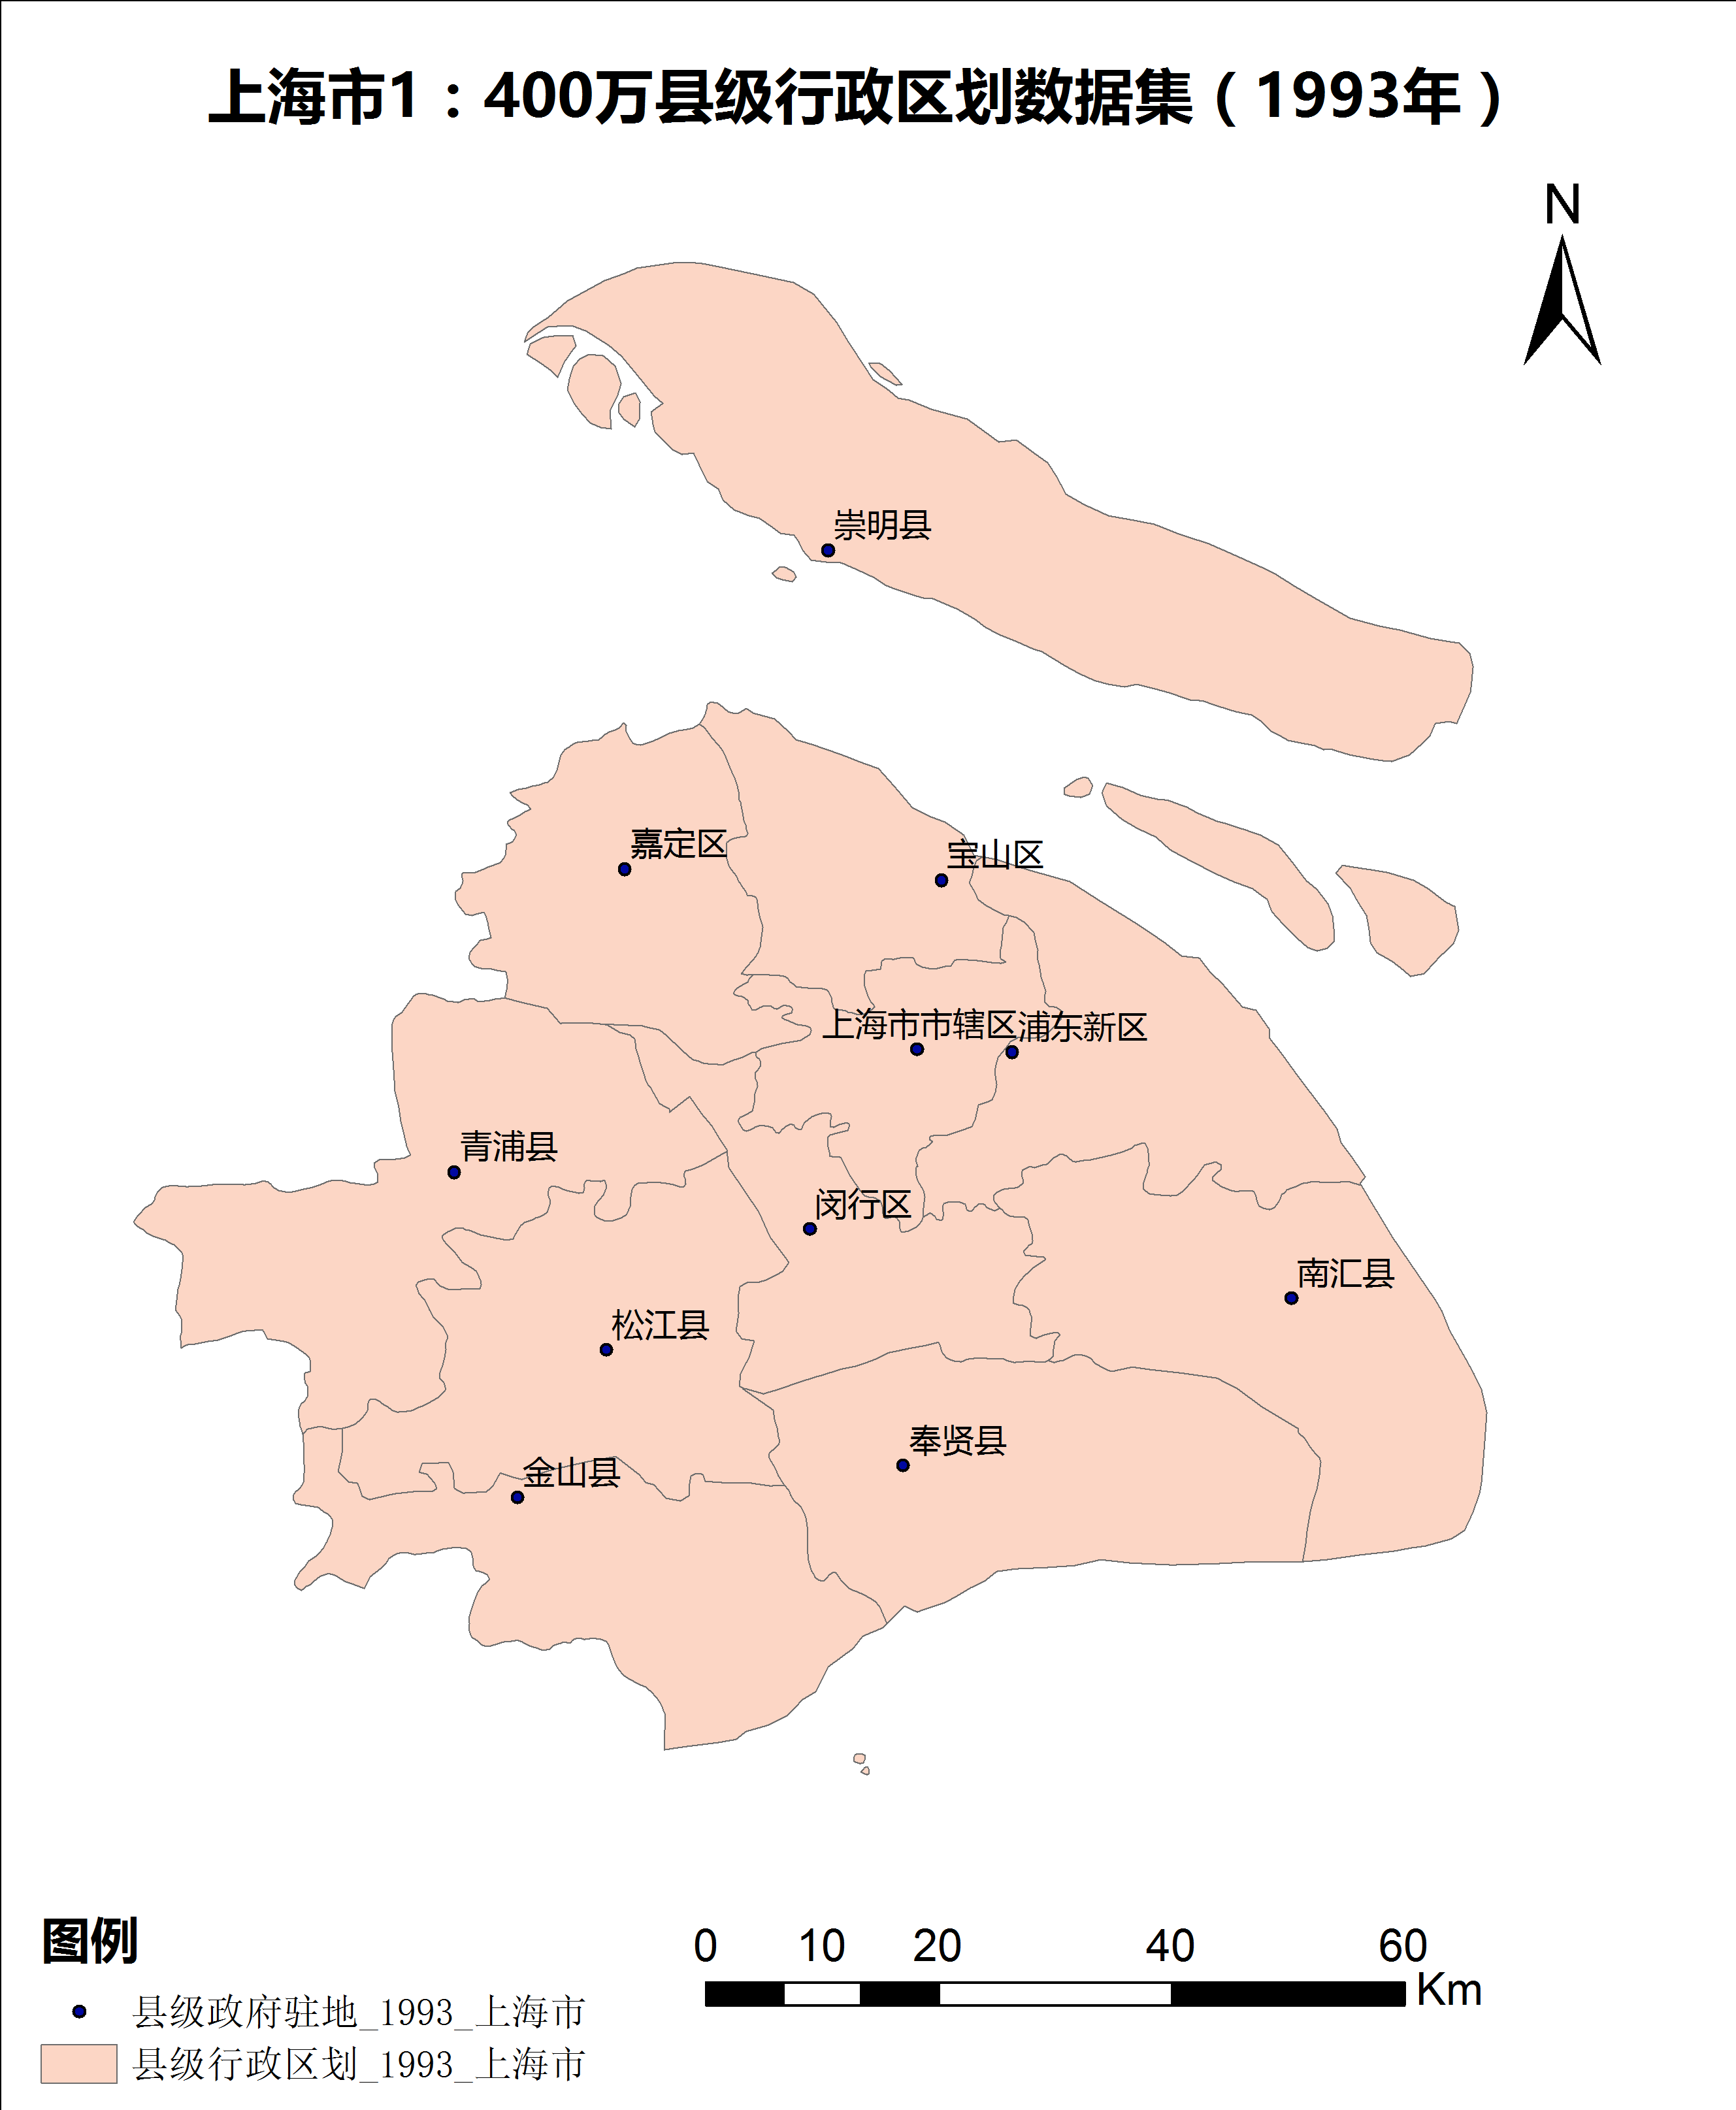 上海市1：400万县级行政区划数据集（1993年）
N
崇明县
嘉定区
宝山区
上海市市辖区
浦东新区
青浦县
闵行区
南汇县
松江县
奉贤县
金山县
图例
县级政府驻地_1993_上海市
县级行政区划_1993_上海市
0 10 20 40 60
Km